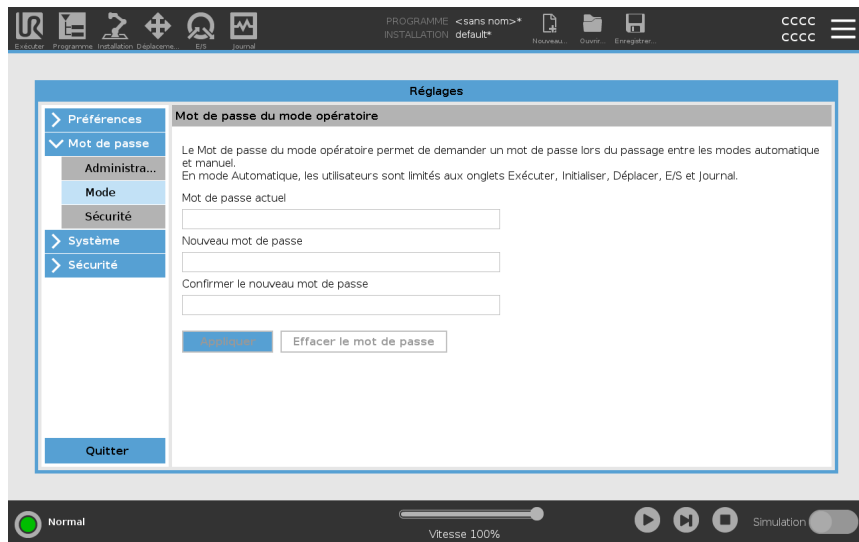 PROGRAMME <sans nom>*
INSTALLATION default*
CCCC
CCCC
Exécuter Programme Installation Déplaceme... E/S Journal Nouveau... Ouvrir... Enregistrer...
Réglages
Préférences
Mot de passe
Administra...
Mode
Sécurité
Système
Sécurité
Quitter
Mot de passe du mode opératoire
Le Mot de passe du mode opératoire permet de demander un mot de passe lors du passage entre les modes automatique
et manuel.
En mode Automatique, les utilisateurs sont limités aux onglets Exécuter, Initialiser, Déplacer, E/S et Journal.
Mot de passe actuel
Nouveau mot de passe
Confirmer le nouveau mot de passe
Appliquer Effacer le mot de passe
Normal
Vitesse 100%
Simulation